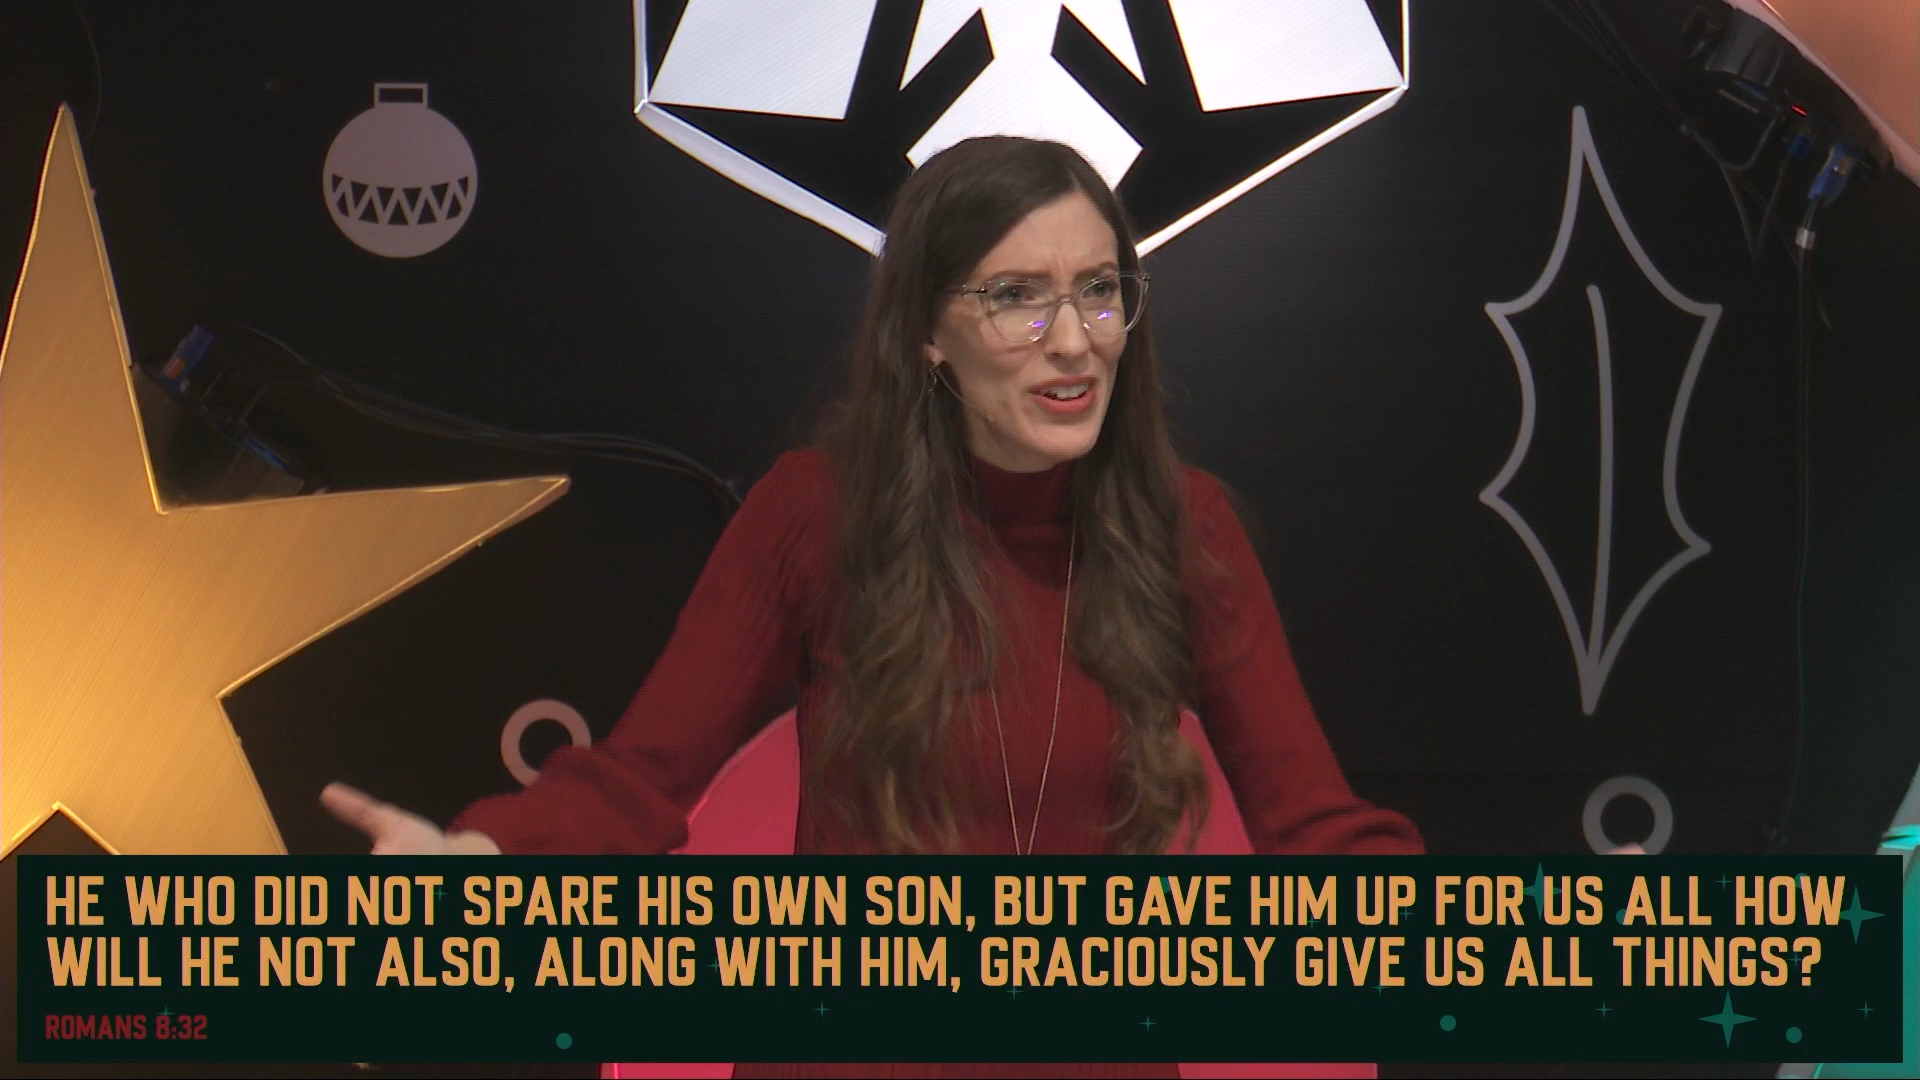 HE WHO DID NOT SPARE HIS OWN SON, BUT GAVE HIM UP FOR US ALL HOW
WILL HE NOT ALSO, ALONG WITH HIM, GRACIOUSLY GIVE US ALL THINGS?
ROMANS 8:32